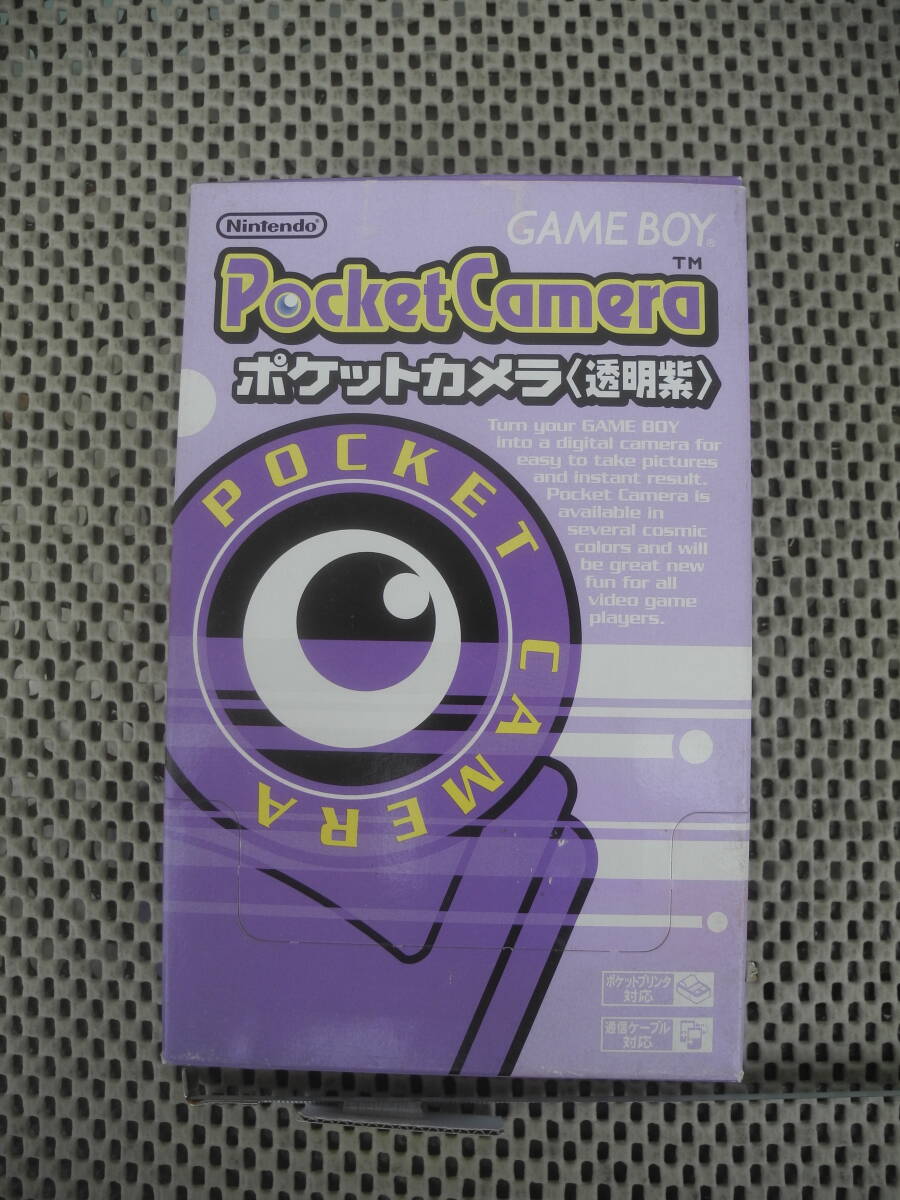 Nintendo®
GAME BOY®
PocketCamera™
ポケットカメラ〈透明紫〉
Turn your GAME BOY
into a digital camera for
easy to take pictures
and instant result.
Pocket Camera is
available in
several cosmic
colors and will
be great new
fun for all
video game
players.
POCKET CAMERA
ポケットプリンタ
対応
通信ケーブル
対応